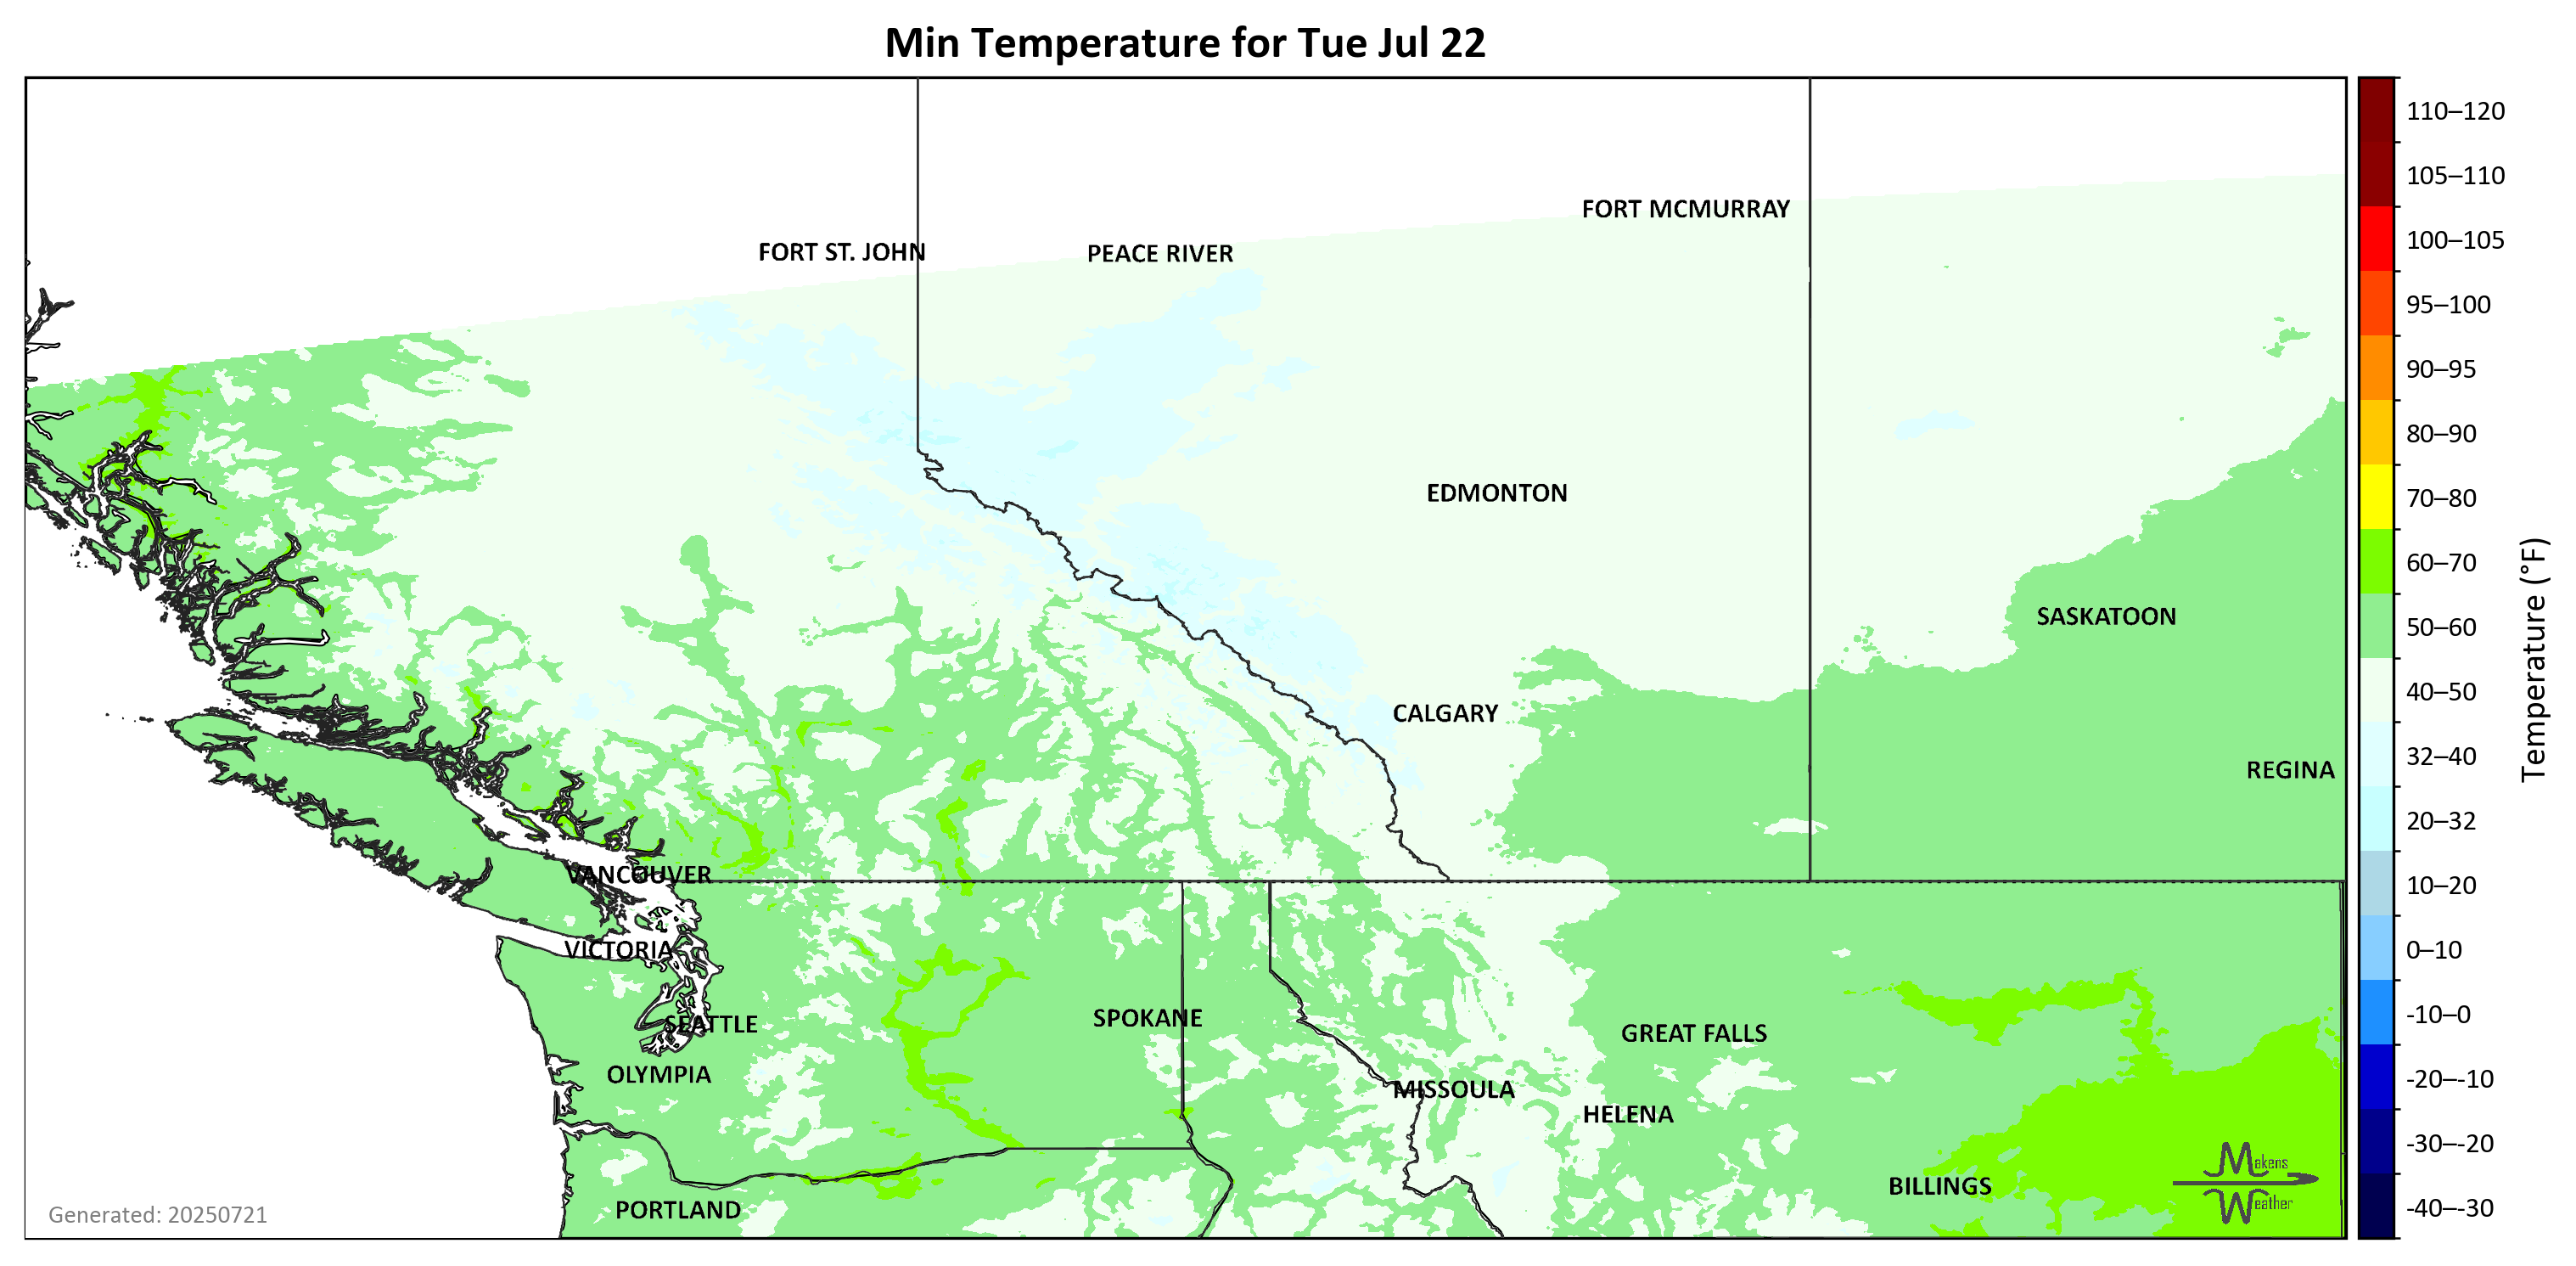 Min Temperature for Tue Jul 22
110–120
105–110
FORT MCMURRAY
100–105
FORT ST. JOHN
PEACE RIVER
95–100
90–95
80–90
EDMONTON
70–80
60–70
SASKATOON
50–60
Temperature (°F)
40–50
CALGARY
REGINA
32–40
20–32
VANCOUVER
10–20
VICTORIA
0–10
SPOKANE
SEATTLE
-10–0
GREAT FALLS
OLYMPIA
-20–-10
MISSOULA
HELENA
-30–-20
Makens
Weather
BILLINGS
PORTLAND
-40–-30
Generated: 20250721